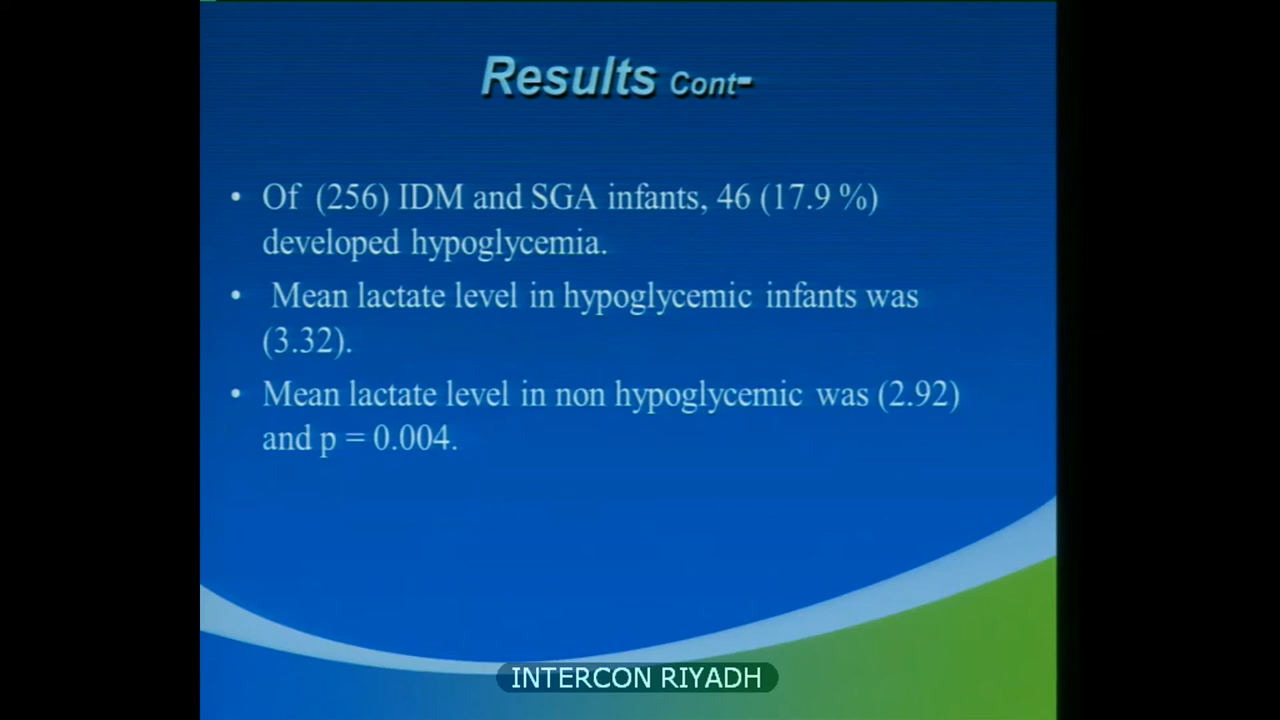 Results Cont-
• Of (256) IDM and SGA infants, 46 (17.9 %)
developed hypoglycemia.
• Mean lactate level in hypoglycemic infants was
(3.32).
• Mean lactate level in non hypoglycemic was (2.92)
and p = 0.004.
INTERCON RIYADH